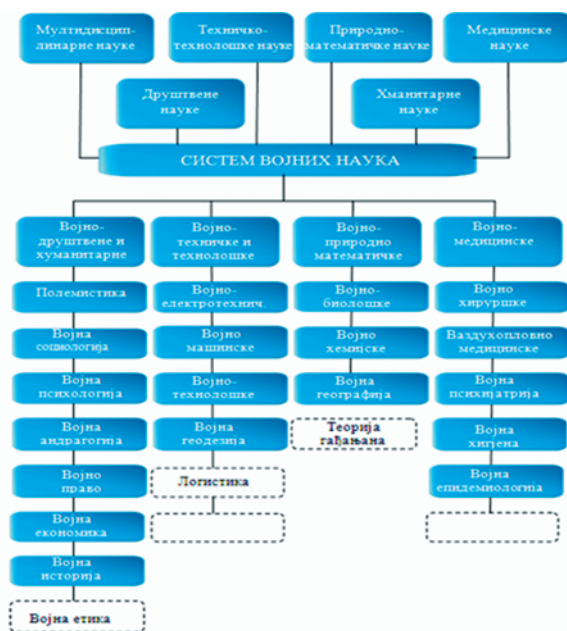 Мултидисцип-
линарне науке
Техничко-
технолошке науке
Природно-
математичке науке
Медицинске
науке
Друштвене
науке
Хманитарне
науке
СИСТЕМ ВОЈНИХ НАУКА
Војно-
друштвене и
хуманитарне
Војно-
техничке и
технолошке
Војно-
природно
математичке
Војно-
медицинске
Полемистика
Војно-
електротехнич.
Војно-
биолошке
Војно
хируршке
Војна
социологија
Војно
машинске
Војно
хемијске
Ваздухопловно
медицинске
Војна
психологија
Војно-
технолошке
Војна
географија
Војна
психијатрија
Војна
андрагогија
Војна
геодезија
Теорија
гађањана
Војна
хигјена
Војно
право
Логистика
Војна
епидемиологија
Војна
економика
Војна
историја
Војна етика